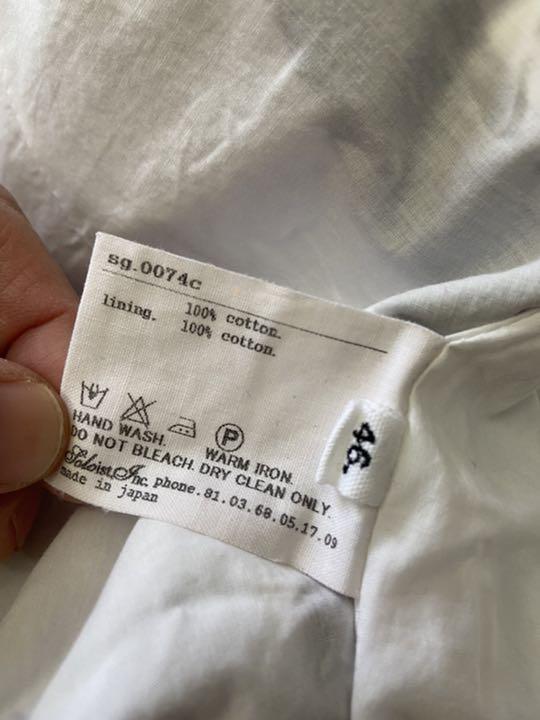 sg.0074c
100% cotton.
lining. 100% cotton.
P
HAND WASH. WARM IRON.
DO NOT BLEACH. DRY CLEAN ONLY.
Soloist Inc. phone.81.03.68.05.17.09
made in japan
46.